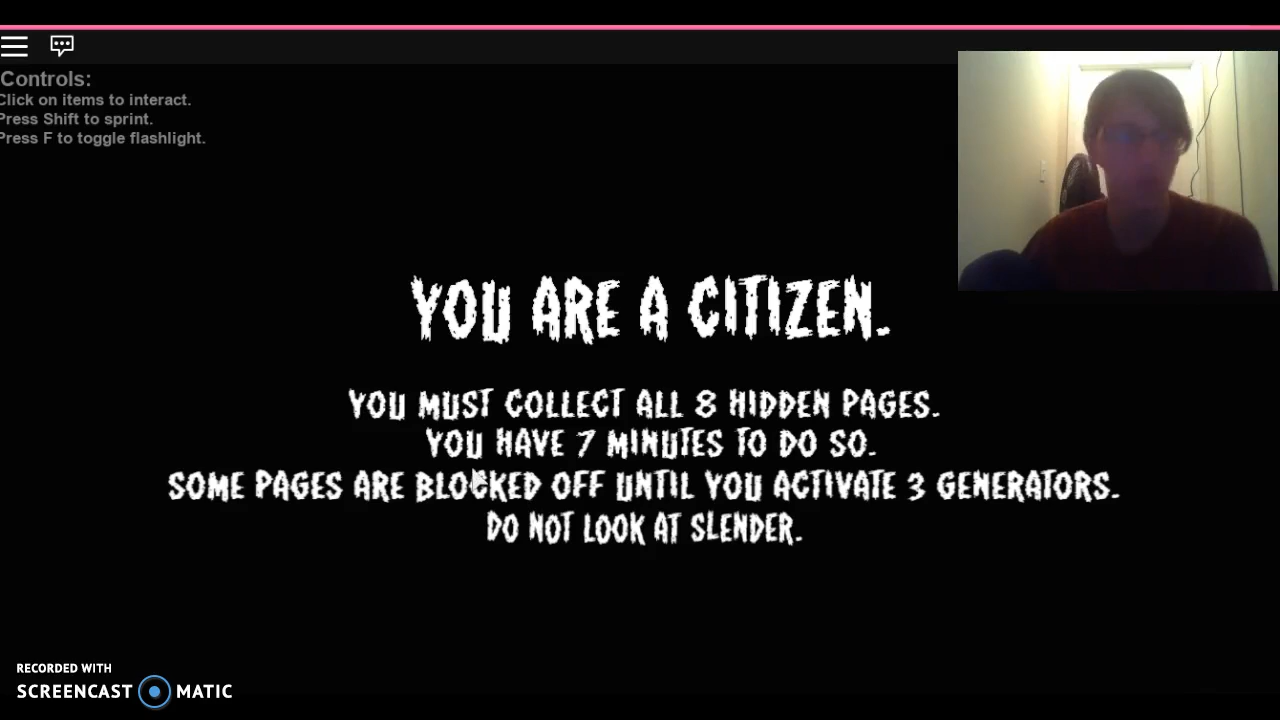 Controls:
Click on items to interact.
Press Shift to sprint.
Press F to toggle flashlight.
YOU ARE A CITIZEN.
YOU MUST COLLECT ALL 8 HIDDEN PAGES.
YOU HAVE 7 MINUTES TO DO SO.
SOME PAGES ARE BLOCKED OFF UNTIL YOU ACTIVATE 3 GENERATORS.
DO NOT LOOK AT SLENDER.
RECORDED WITH
SCREENCAST MATIC